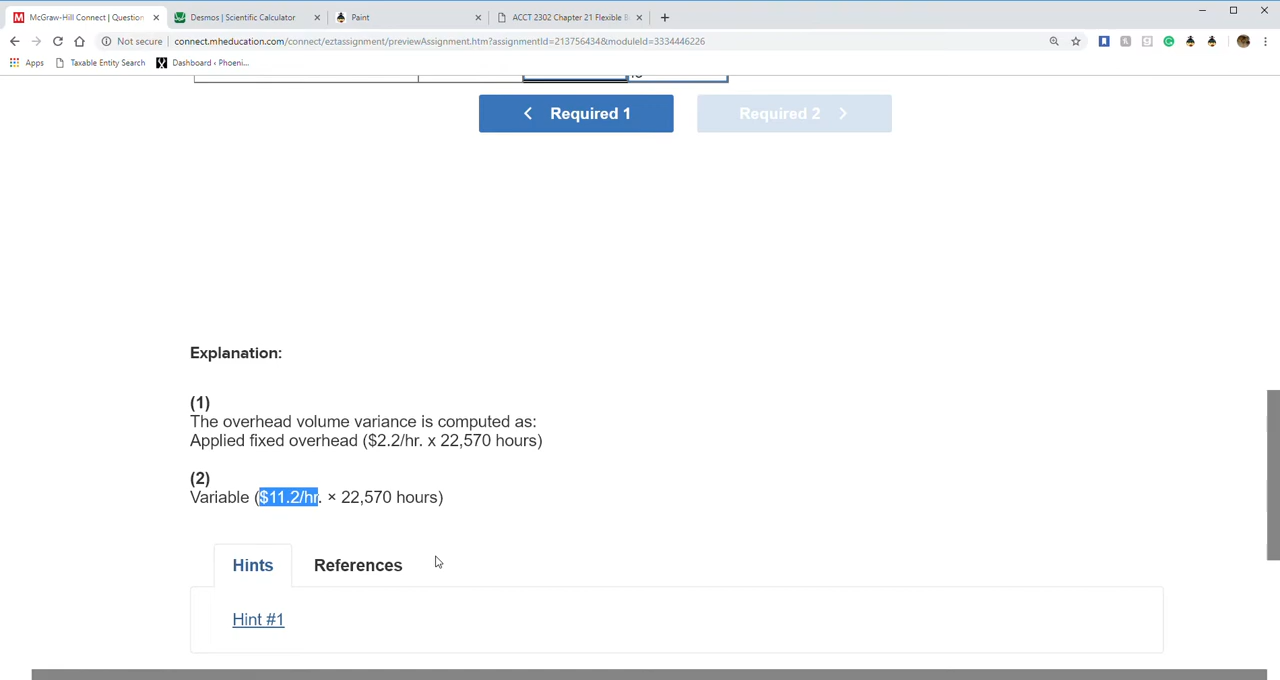 McGraw-Hill Connect | Question
Desmos | Scientific Calculator
Paint
ACCT 2302 Chapter 21 Flexible B
Not secure
connect.mheducation.com/connect/eztassignment/previewAssignment.htm?assignmentId=213756434&moduleId=3334446226
Apps
Taxable Entity Search
Dashboard ‹ Phoeni...
Required 1
Required 2
Explanation:
(1)
The overhead volume variance is computed as:
Applied fixed overhead ($2.2/hr. x 22,570 hours)
(2)
Variable ($11.2/hr. × 22,570 hours)
Hints
References
Hint #1